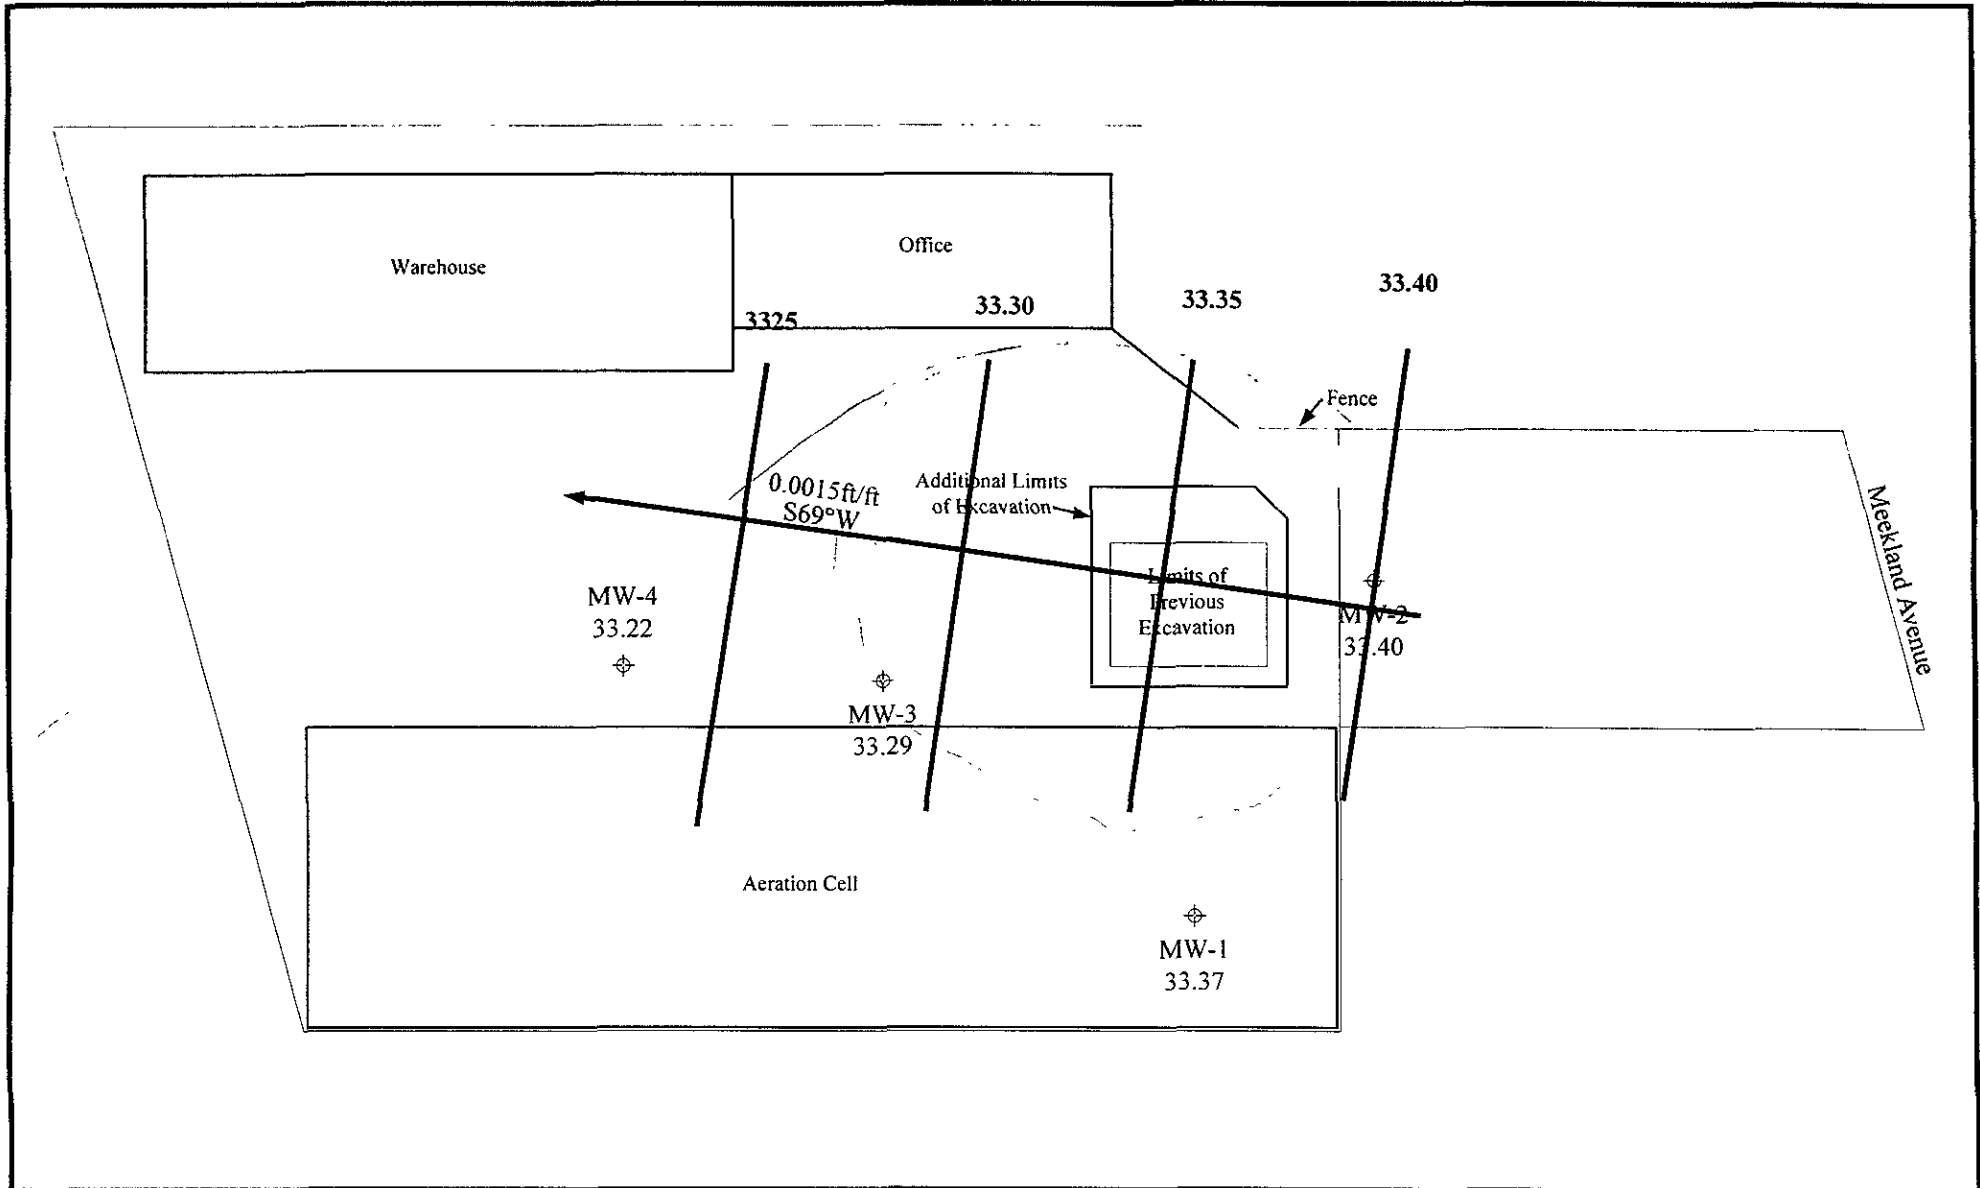 Warehouse
Office
3325
33.30
33.35
33.40
Fence
Additional Limits
of Excavation
0.0015ft/ft
S69°W
Limits of
Previous
Excavation
MW-2
33.40
Meekland Avenue
MW-4
33.22
MW-3
33.29
Aeration Cell
MW-1
33.37